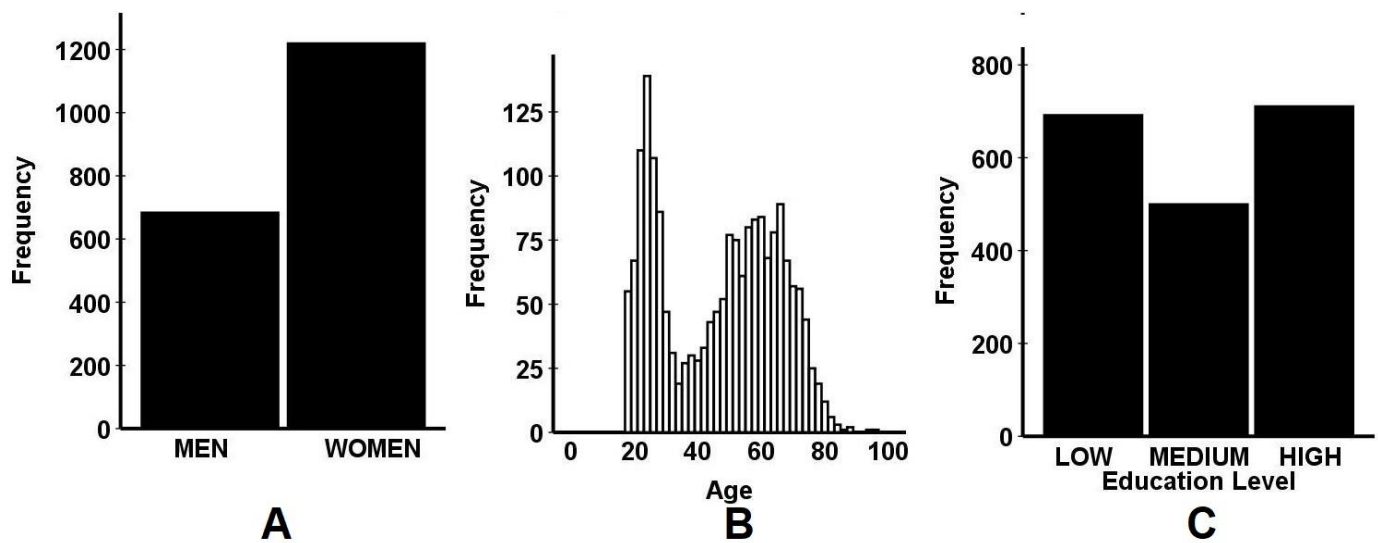 Frequency
1200
1000
800
600
400
200
0
MEN WOMEN
A
Frequency
125
100
75
50
25
0
0 20 40 60 80 100
Age
B
Frequency
800
600
400
200
0
LOW MEDIUM HIGH
Education Level
C